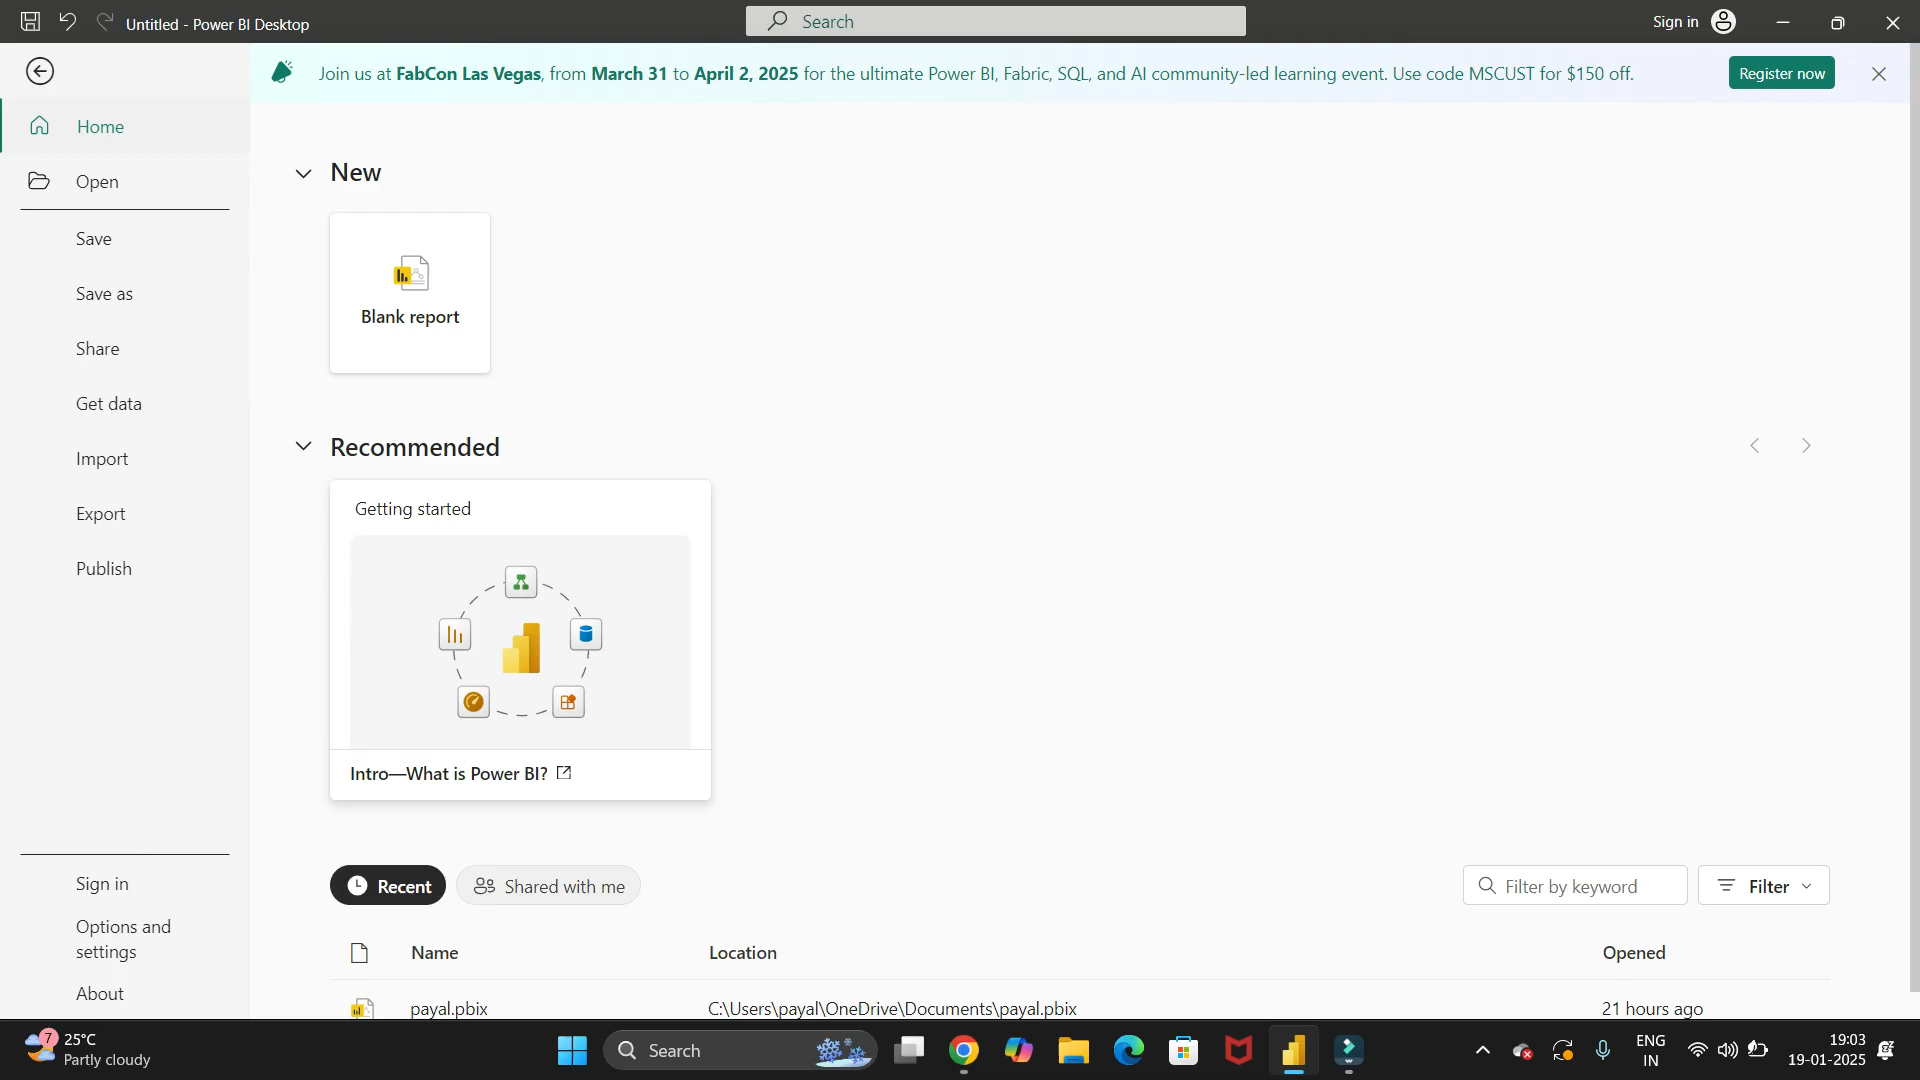 Untitled - Power BI Desktop
Search
Sign in
Join us at FabCon Las Vegas, from March 31 to April 2, 2025 for the ultimate Power BI, Fabric, SQL, and AI community-led learning event. Use code MSCUST for $150 off.
Register now
Home
Open
Save
Save as
Share
Get data
Import
Export
Publish
Sign in
Options and
settings
About
New
Blank report
Recommended
Getting started
Intro—What is Power BI?
Recent
Shared with me
Filter by keyword
Filter
Name
Location
Opened
payal.pbix
C:\Users\payal\OneDrive\Documents\payal.pbix
21 hours ago
7
25°C
Partly cloudy
Search
ENG
IN
19:03
19-01-2025